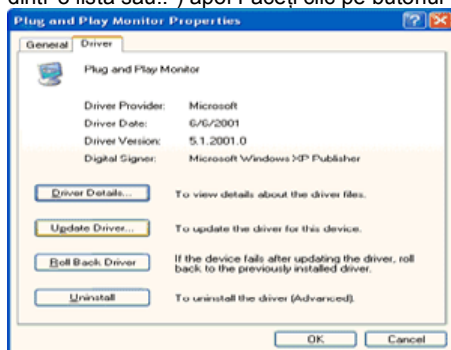 apoi Faceţi clic pe butonul
Plug and Play Monitor Properties
General Driver
Plug and Play Monitor
Driver Provider: Microsoft
Driver Date: 6/6/2001
Driver Version: 5.1.2001.0
Digital Signer: Microsoft Windows XP Publisher
Driver Details... To view details about the driver files.
Update Driver... To update the driver for this device.
Roll Back Driver If the device fails after updating the driver, roll
back to the previously installed driver.
Uninstall To uninstall the driver (Advanced).
OK Cancel